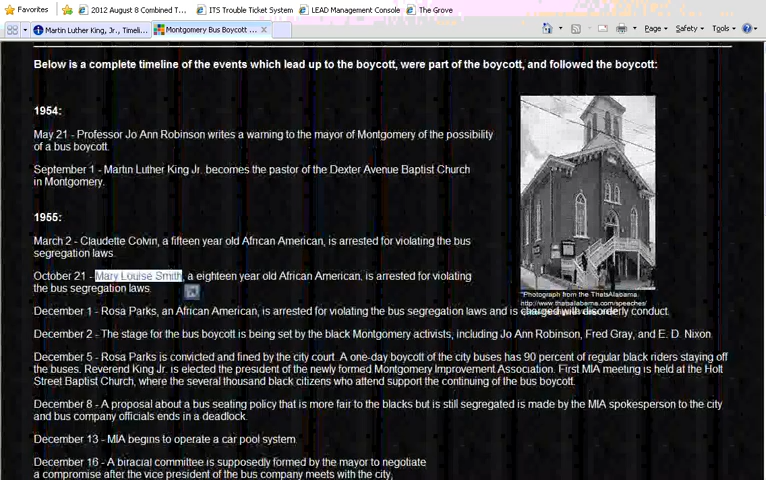 Favorites 2012 August 8 Combined T... ITS Trouble Ticket System LEAD Management Console The Grove
Martin Luther King, Jr., Timeli... Montgomery Bus Boycott ... Page Safety Tools
Below is a complete timeline of the events which lead up to the boycott, were part of the boycott, and followed the boycott:
1954:
May 21 - Professor Jo Ann Robinson writes a warning to the mayor of Montgomery of the possibility
of a bus boycott.
September 1 - Martin Luther King Jr. becomes the pastor of the Dexter Avenue Baptist Church
in Montgomery.
1955:
March 2 - Claudette Colvin, a fifteen year old African American, is arrested for violating the bus
segregation laws.
October 21 - Mary Louise Smith, a eighteen year old African American, is arrested for violating
the bus segregation laws.
"Photograph from the ThatsAlabama.
http://www.thatsalabama.com/speeches/
December 1 - Rosa Parks, an African American, is arrested for violating the bus segregation laws and is charged with disorderly conduct.
December 2 - The stage for the bus boycott is being set by the black Montgomery activists, including Jo Ann Robinson, Fred Gray, and E. D. Nixon.
December 5 - Rosa Parks is convicted and fined by the city court. A one-day boycott of the city buses has 90 percent of regular black riders staying off
the buses. Reverend King Jr. is elected the president of the newly formed Montgomery Improvement Association. First MIA meeting is held at the Holt
Street Baptist Church, where the several thousand black citizens who attend support the continuing of the bus boycott.
December 8 - A proposal about a bus seating policy that is more fair to the blacks but is still segregated is made by the MIA spokesperson to the city
and bus company officials ends in a deadlock.
December 13 - MIA begins to operate a car pool system.
December 16 - A biracial committee is supposedly formed by the mayor to negotiate
a compromise after the vice president of the bus company meets with the city.